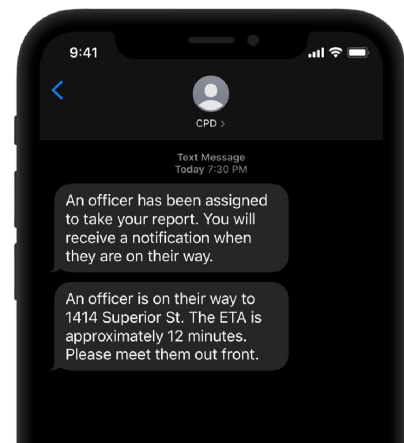 9:41
CPD >
Text Message
Today 7:30 PM
An officer has been assigned
to take your report. You will
receive a notification when
they are on their way.
An officer is on their way to
1414 Superior St. The ETA is
approximately 12 minutes.
Please meet them out front.